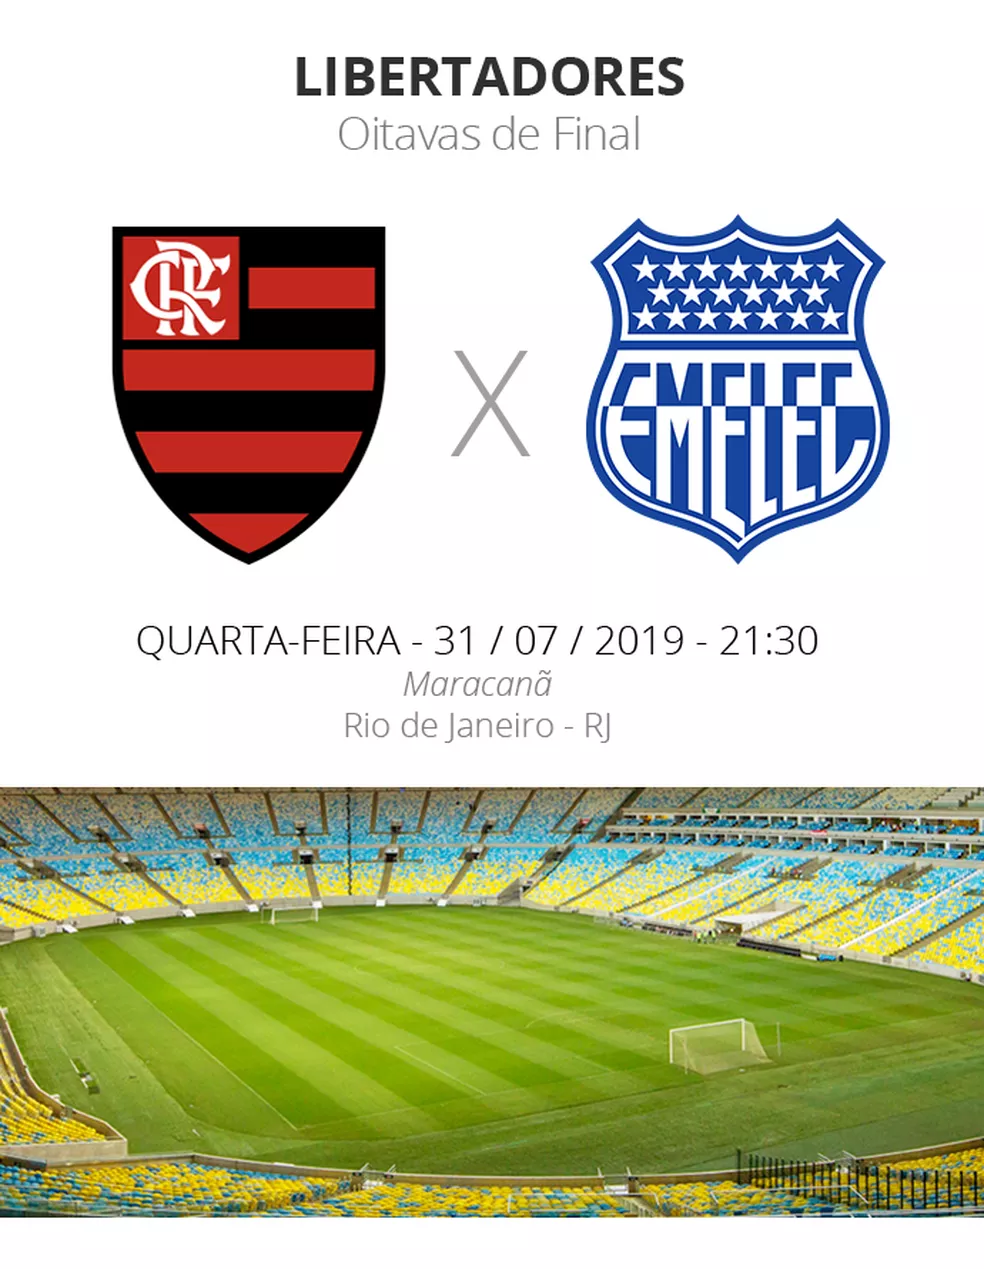 LIBERTADORES
Oitavas de Final
CRF
X
EMELEC
QUARTA-FEIRA - 31 / 07 / 2019 - 21:30
Maracanã
Rio de Janeiro - RJ